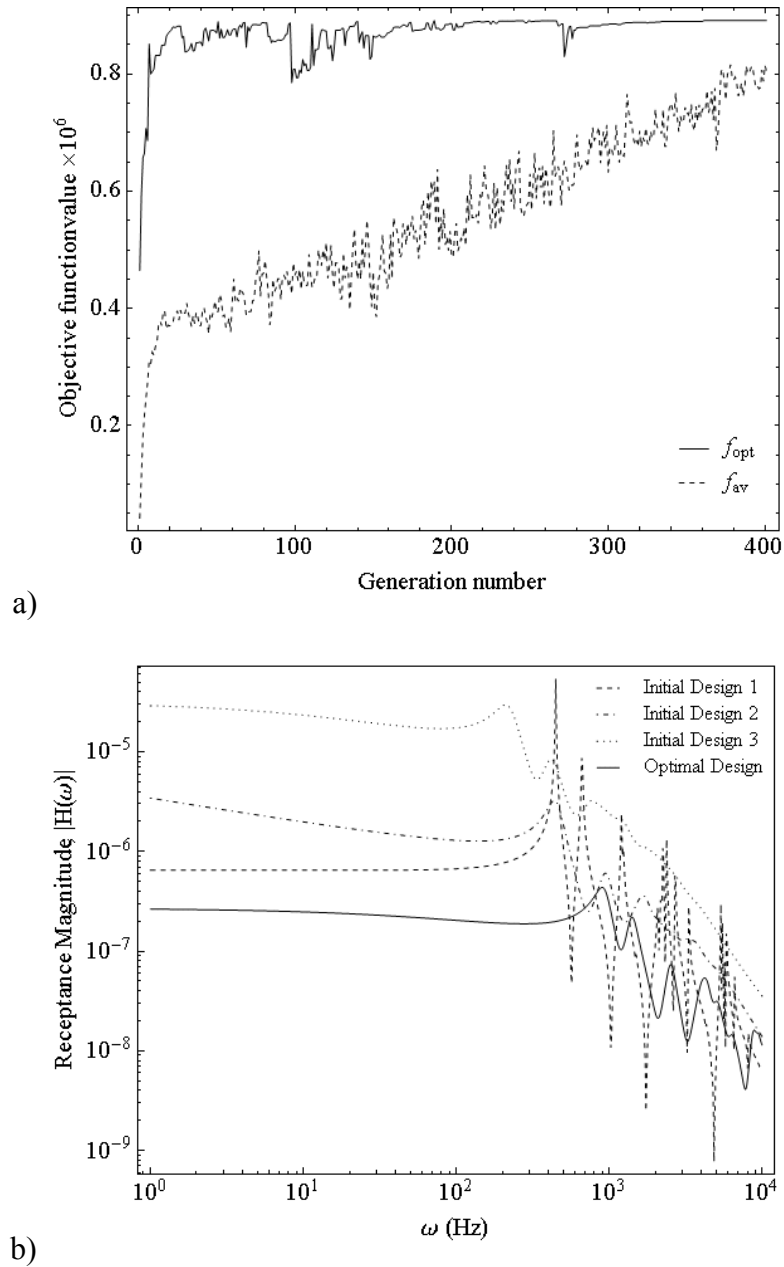 0.8
0.6
0.4
0.2
Objective functionvalue ×10^6
f_opt
f_av
0 100 200 300 400
Generation number
a)
10^-5
10^-6
10^-7
10^-8
10^-9
Receptance Magnitude, |H(ω)|
Initial Design 1
Initial Design 2
Initial Design 3
Optimal Design
10^0 10^1 10^2 10^3 10^4
ω (Hz)
b)